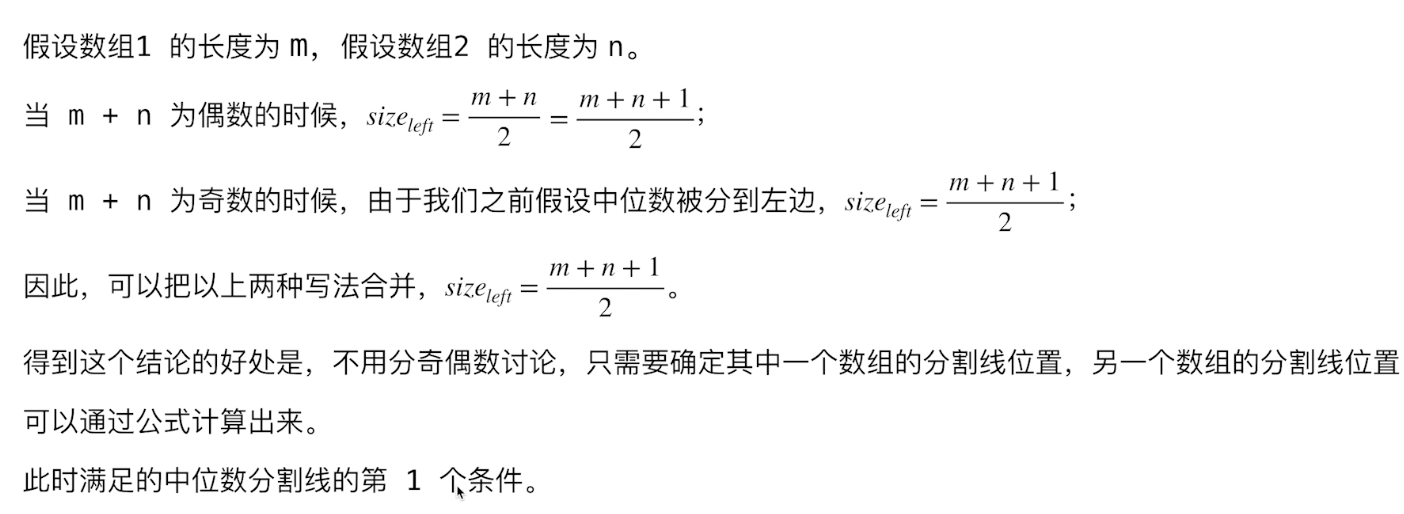 假设数组1 的长度为 m，假设数组2 的长度为 n。
当 m + n 为偶数的时候，size_{left} = \frac{m+n}{2} = \frac{m+n+1}{2}；
当 m + n 为奇数的时候，由于我们之前假设中位数被分到左边，size_{left} = \frac{m+n+1}{2}；
因此，可以把以上两种写法合并，size_{left} = \frac{m+n+1}{2}。
得到这个结论的好处是，不用分奇偶数讨论，只需要确定其中一个数组的分割线位置，另一个数组的分割线位置
可以通过公式计算出来。
此时满足的中位数分割线的第 1 个条件。